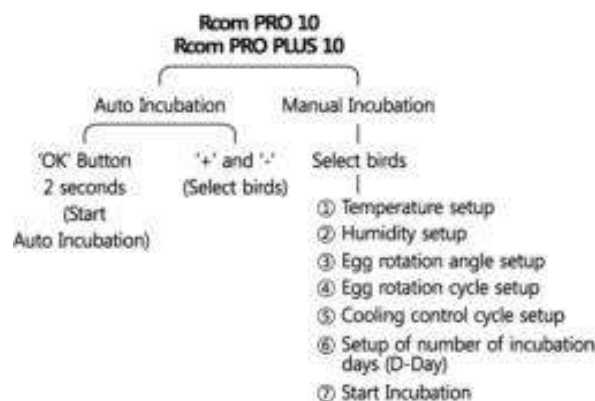 Rcom PRO 10
Rcom PRO PLUS 10
Auto Incubation
Manual Incubation
'OK' Button
2 seconds
(Start
Auto Incubation)
'+' and '-'
(Select birds)
Select birds
① Temperature setup
② Humidity setup
③ Egg rotation angle setup
④ Egg rotation cycle setup
⑤ Cooling control cycle setup
⑥ Setup of number of incubation
days (D-Day)
⑦ Start Incubation